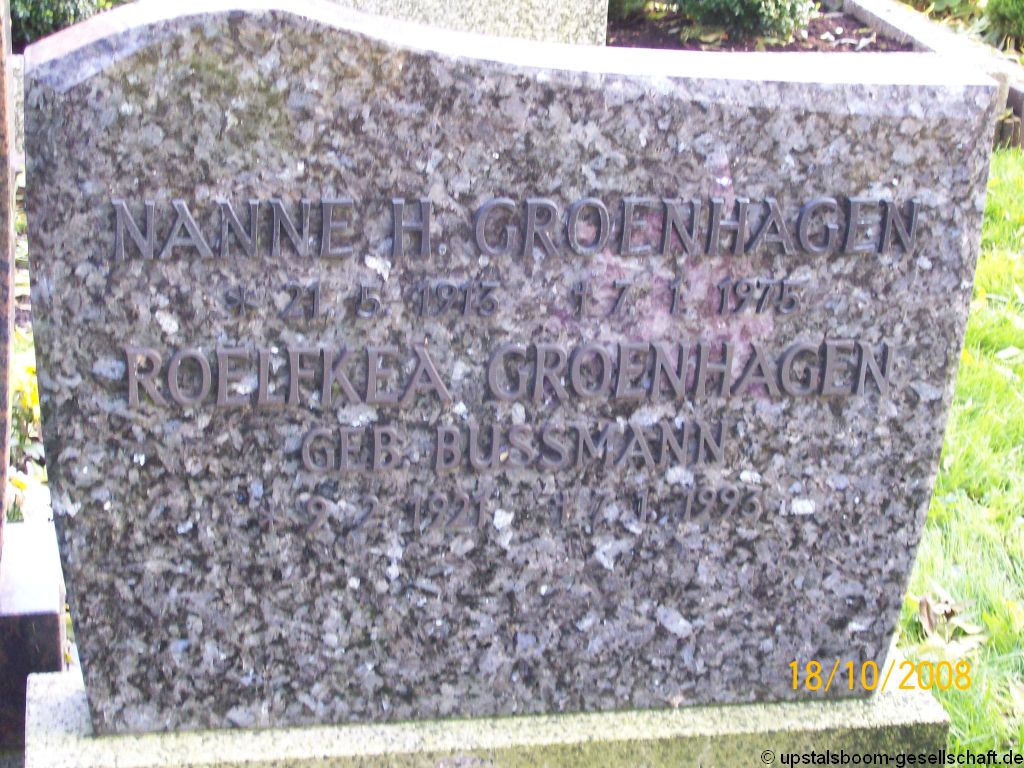 NANNE H. GROENHAGEN
* 21. 5. 1913 † 7. 1. 1975
ROELFKEA GROENHAGEN
GEB. BUSSMANN
* 9. 2. 1921 † 7. 1. 1993
18/10/2008
© upstalsboom-gesellschaft.de